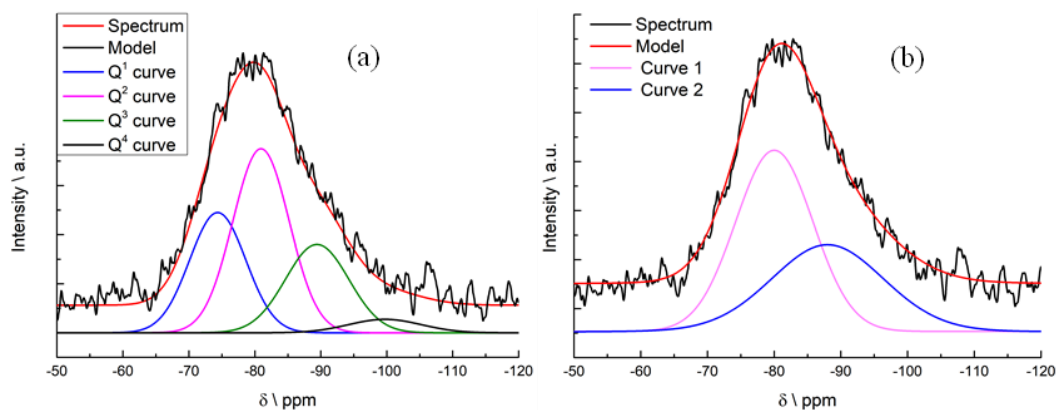 Spectrum
Model
Q¹ curve
Q² curve
Q³ curve
Q⁴ curve
(a)
Intensity \ a.u.
-50 -60 -70 -80 -90 -100 -110 -120
δ \ ppm
Spectrum
Model
Curve 1
Curve 2
(b)
Intensity \ a.u.
-50 -60 -70 -80 -90 -100 -110 -120
δ \ ppm